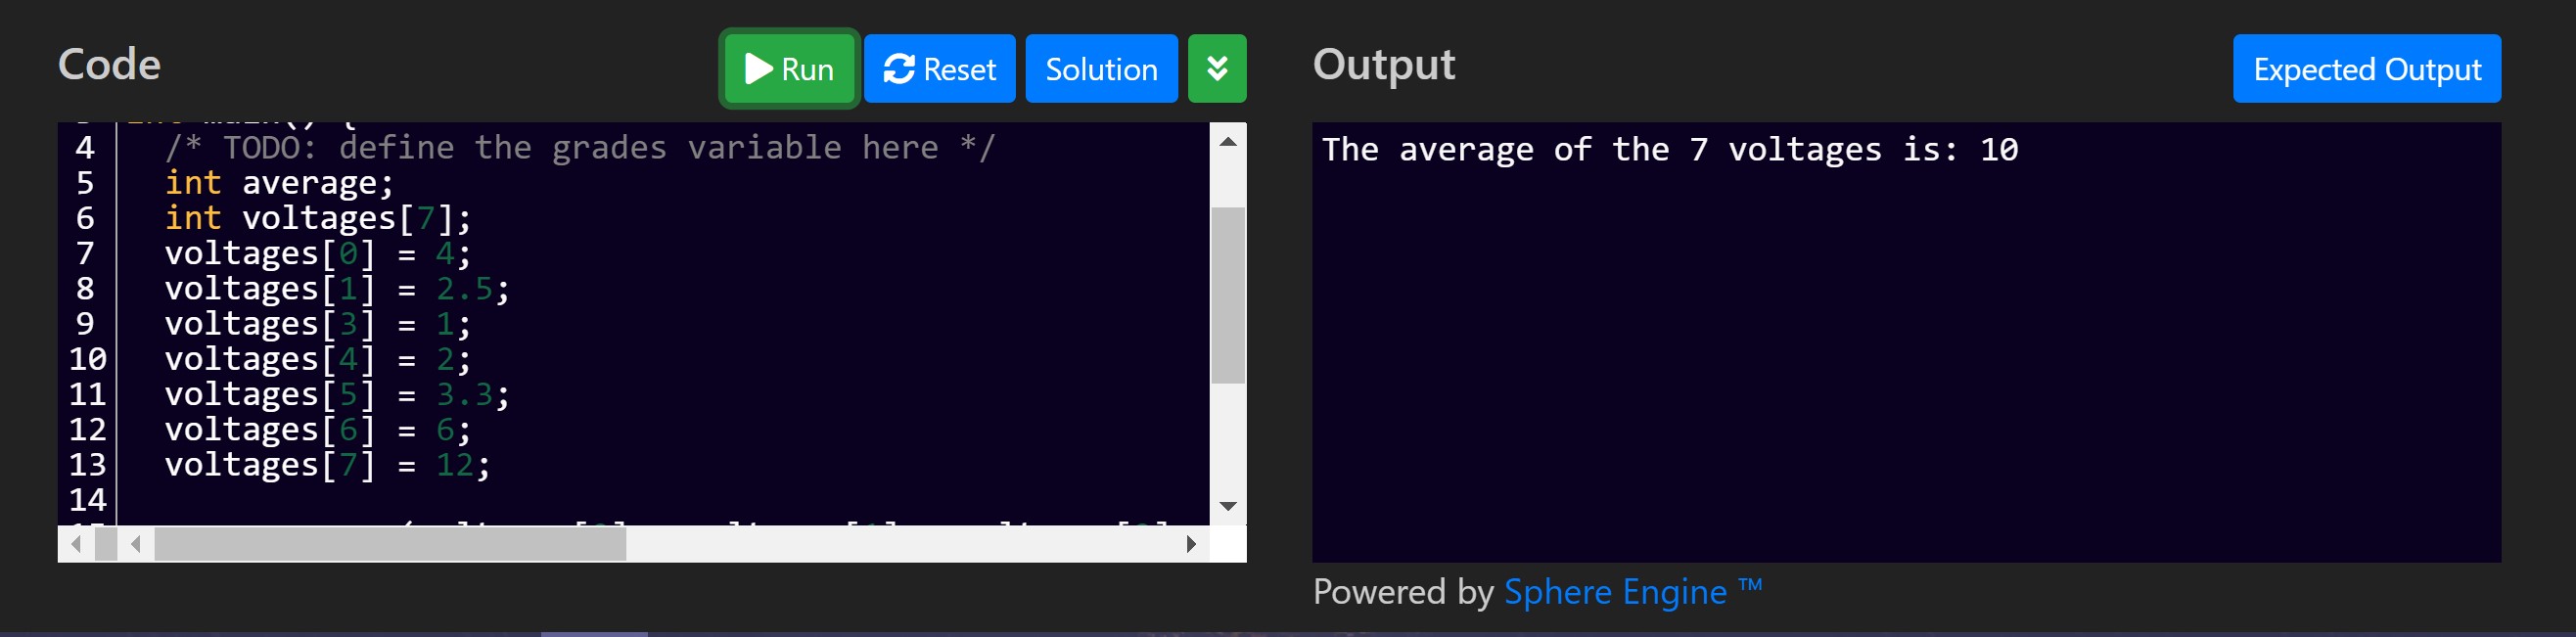 Code
Run
Reset
Solution
Output
Expected Output
4 /* TODO: define the grades variable here */
5 int average;
6 int voltages[7];
7 voltages[0] = 4;
8 voltages[1] = 2.5;
9 voltages[3] = 1;
10 voltages[4] = 2;
11 voltages[5] = 3.3;
12 voltages[6] = 6;
13 voltages[7] = 12;
14
The average of the 7 voltages is: 10
Powered by Sphere Engine ™